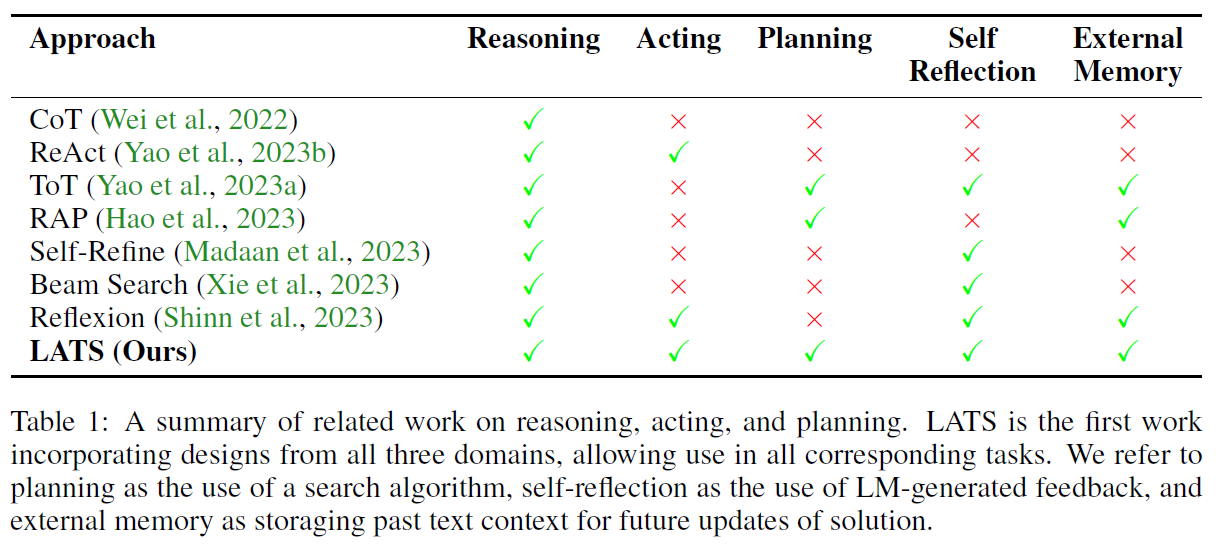 Approach Reasoning Acting Planning Self Reflection External Memory
CoT (Wei et al., 2022) ✓ × × × ×
ReAct (Yao et al., 2023b) ✓ ✓ × × ×
ToT (Yao et al., 2023a) ✓ × ✓ ✓ ✓
RAP (Hao et al., 2023) ✓ × ✓ × ✓
Self-Refine (Madaan et al., 2023) ✓ × × ✓ ×
Beam Search (Xie et al., 2023) ✓ × × ✓ ×
Reflexion (Shinn et al., 2023) ✓ ✓ × ✓ ✓
LATS (Ours) ✓ ✓ ✓ ✓ ✓
Table 1: A summary of related work on reasoning, acting, and planning. LATS is the first work
incorporating designs from all three domains, allowing use in all corresponding tasks. We refer to
planning as the use of a search algorithm, self-reflection as the use of LM-generated feedback, and
external memory as storaging past text context for future updates of solution.